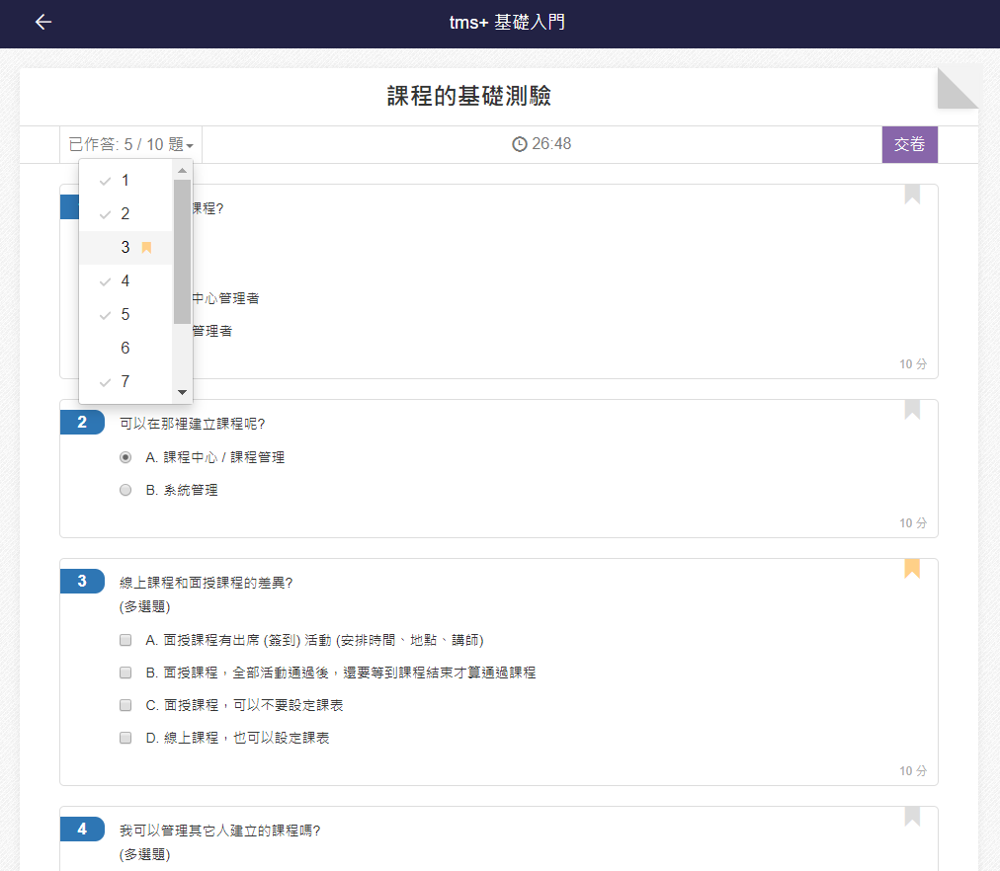 tms+ 基礎入門
課程的基礎測驗
已作答: 5 / 10 題
26:48
交卷
1
2
3
4
5
6
7
課程?
中心管理者
管理者
10 分
2
可以在那裡建立課程呢?
A. 課程中心 / 課程管理
B. 系統管理
10 分
3
線上課程和面授課程的差異?
(多選題)
A. 面授課程有出席 (簽到) 活動 (安排時間、地點、講師)
B. 面授課程，全部活動通過後，還要等到課程結束才算通過課程
C. 面授課程，可以不要設定課表
D. 線上課程，也可以設定課表
10 分
4
我可以管理其它人建立的課程嗎?
(多選題)